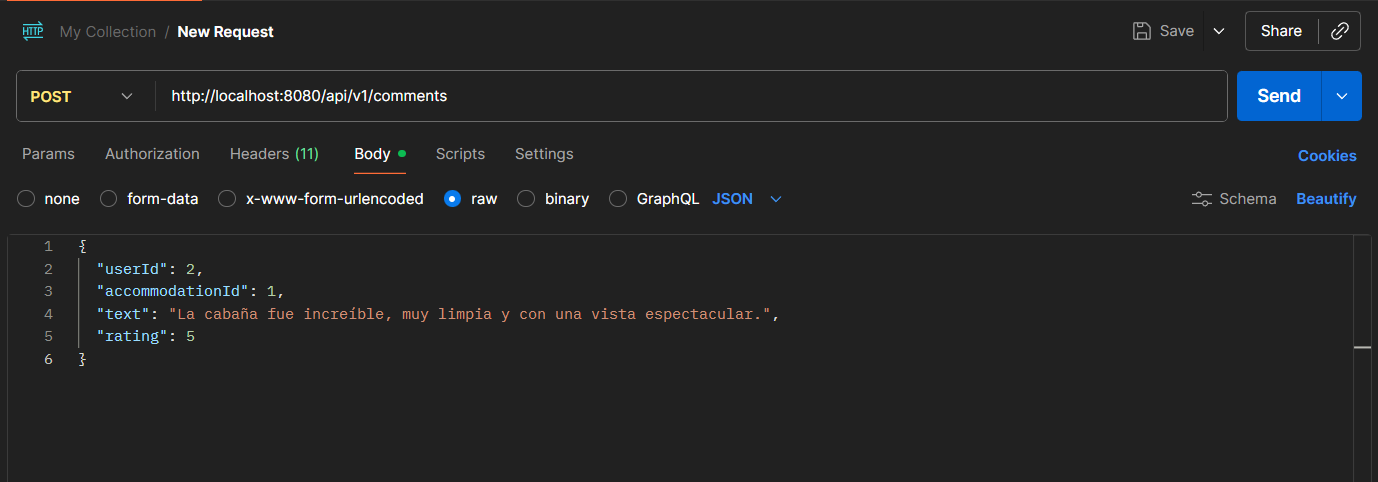 HTTP My Collection / New Request Save Share
POST http://localhost:8080/api/v1/comments Send
Params Authorization Headers (11) Body Scripts Settings Cookies
none form-data x-www-form-urlencoded raw binary GraphQL JSON Schema Beautify
1 {
2 "userId": 2,
3 "accommodationId": 1,
4 "text": "La cabaña fue increíble, muy limpia y con una vista espectacular.",
5 "rating": 5
6 }